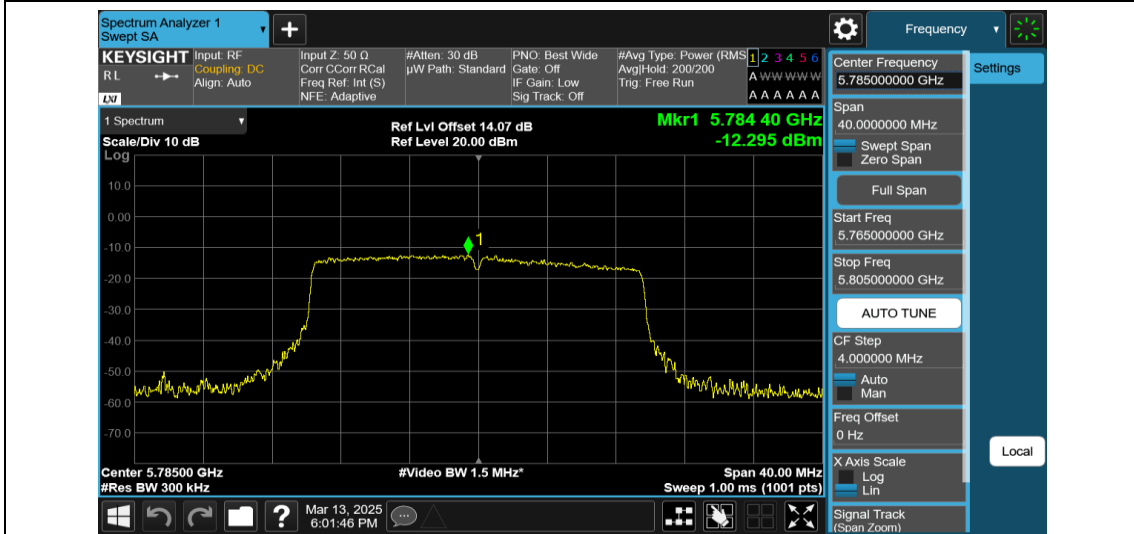 Spectrum Analyzer 1
Swept SA
+
Frequency
KEYSIGHT
R L
LXI
Input: RF
Coupling: DC
Align: Auto
Input Z: 50 Ω
Corr CCorr RCal
Freq Ref: Int (S)
NFE: Adaptive
#Atten: 30 dB
µW Path: Standard
PNO: Best Wide
Gate: Off
IF Gain: Low
Sig Track: Off
#Avg Type: Power (RMS
Avg|Hold: 200/200
Trig: Free Run
1 2 3 4 5 6
A W W W W W
A A A A A A
1 Spectrum
Scale/Div 10 dB
Log
Ref Lvl Offset 14.07 dB
Ref Level 20.00 dBm
Mkr1 5.784 40 GHz
-12.295 dBm
10.0
0.00
-10.0
-20.0
-30.0
-40.0
-50.0
-60.0
-70.0
1
Center 5.78500 GHz
#Res BW 300 kHz
#Video BW 1.5 MHz*
Span 40.00 MHz
Sweep 1.00 ms (1001 pts)
Center Frequency
5.785000000 GHz
Span
40.0000000 MHz
Swept Span
Zero Span
Full Span
Start Freq
5.765000000 GHz
Stop Freq
5.805000000 GHz
AUTO TUNE
CF Step
4.000000 MHz
Auto
Man
Freq Offset
0 Hz
X Axis Scale
Log
Lin
Signal Track
(Span Zoom)
Settings
Local
?
Mar 13, 2025
6:01:46 PM